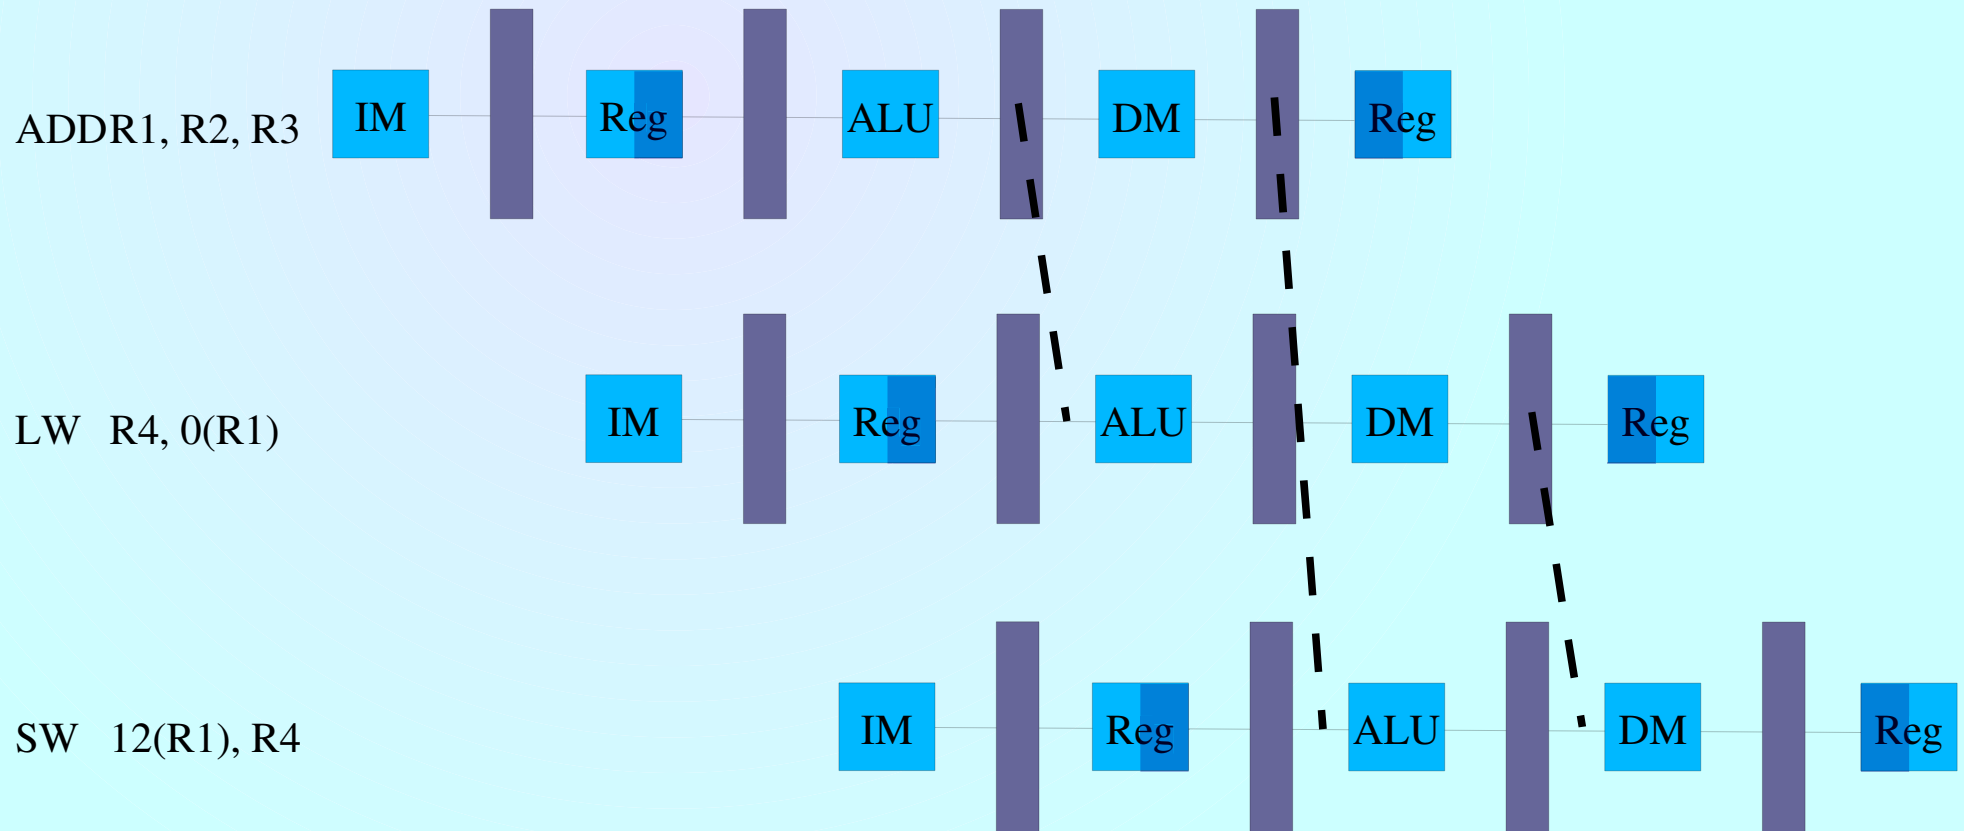 ADDR1, R2, R3 IM Reg ALU DM Reg
LW R4, 0(R1) IM Reg ALU DM Reg
SW 12(R1), R4 IM Reg ALU DM Reg